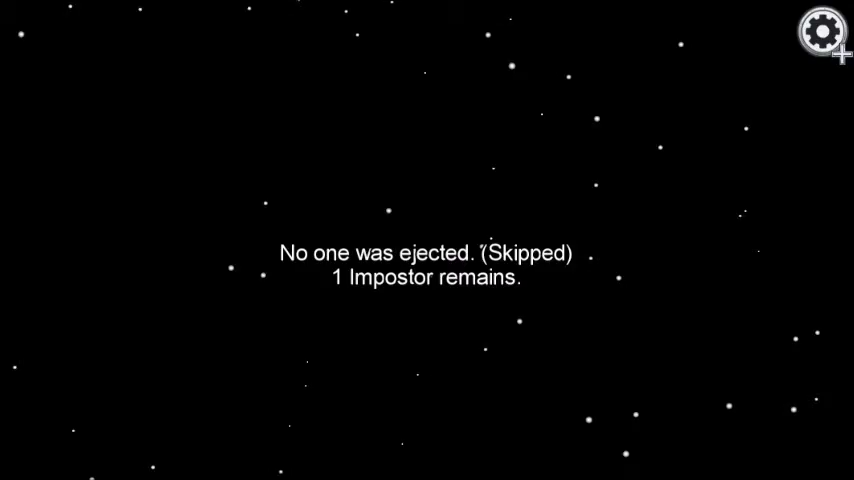 No one was ejected. (Skipped)
1 Impostor remains.